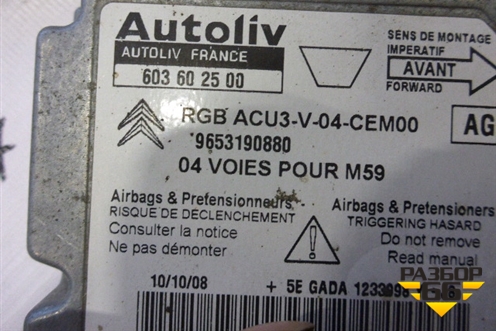 Autoliv
AUTOLIV FRANCE
603 60 25 00
SENS DE MONTAGE
IMPERATIF
AVANT
FORWARD
RGB ACU3-V-04-CEM00
AG
9653190880
04 VOIES POUR M59
Airbags & Pretensionneurs
RISQUE DE DECLENCHEMENT
Consulter la notice
Ne pas démonter
Airbags & Pretensioners
TRIGGERING HASARD
Do not remove
Read manual
10/10/08
+ 5E GADA 1233998
РАЗБОР